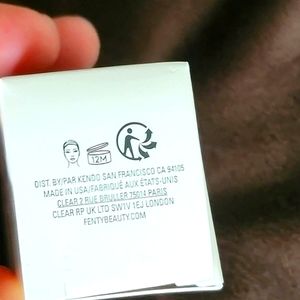 12M
DIST. BY/PAR KENDO SAN FRANCISCO CA 94105
MADE IN USA/FABRIQUÉ AUX ÉTATS-UNIS
CLEAR 2 RUE BRULLER 75014 PARIS
CLEAR RP UK LTD SW1V 1EJ LONDON
FENTYBEAUTY.COM